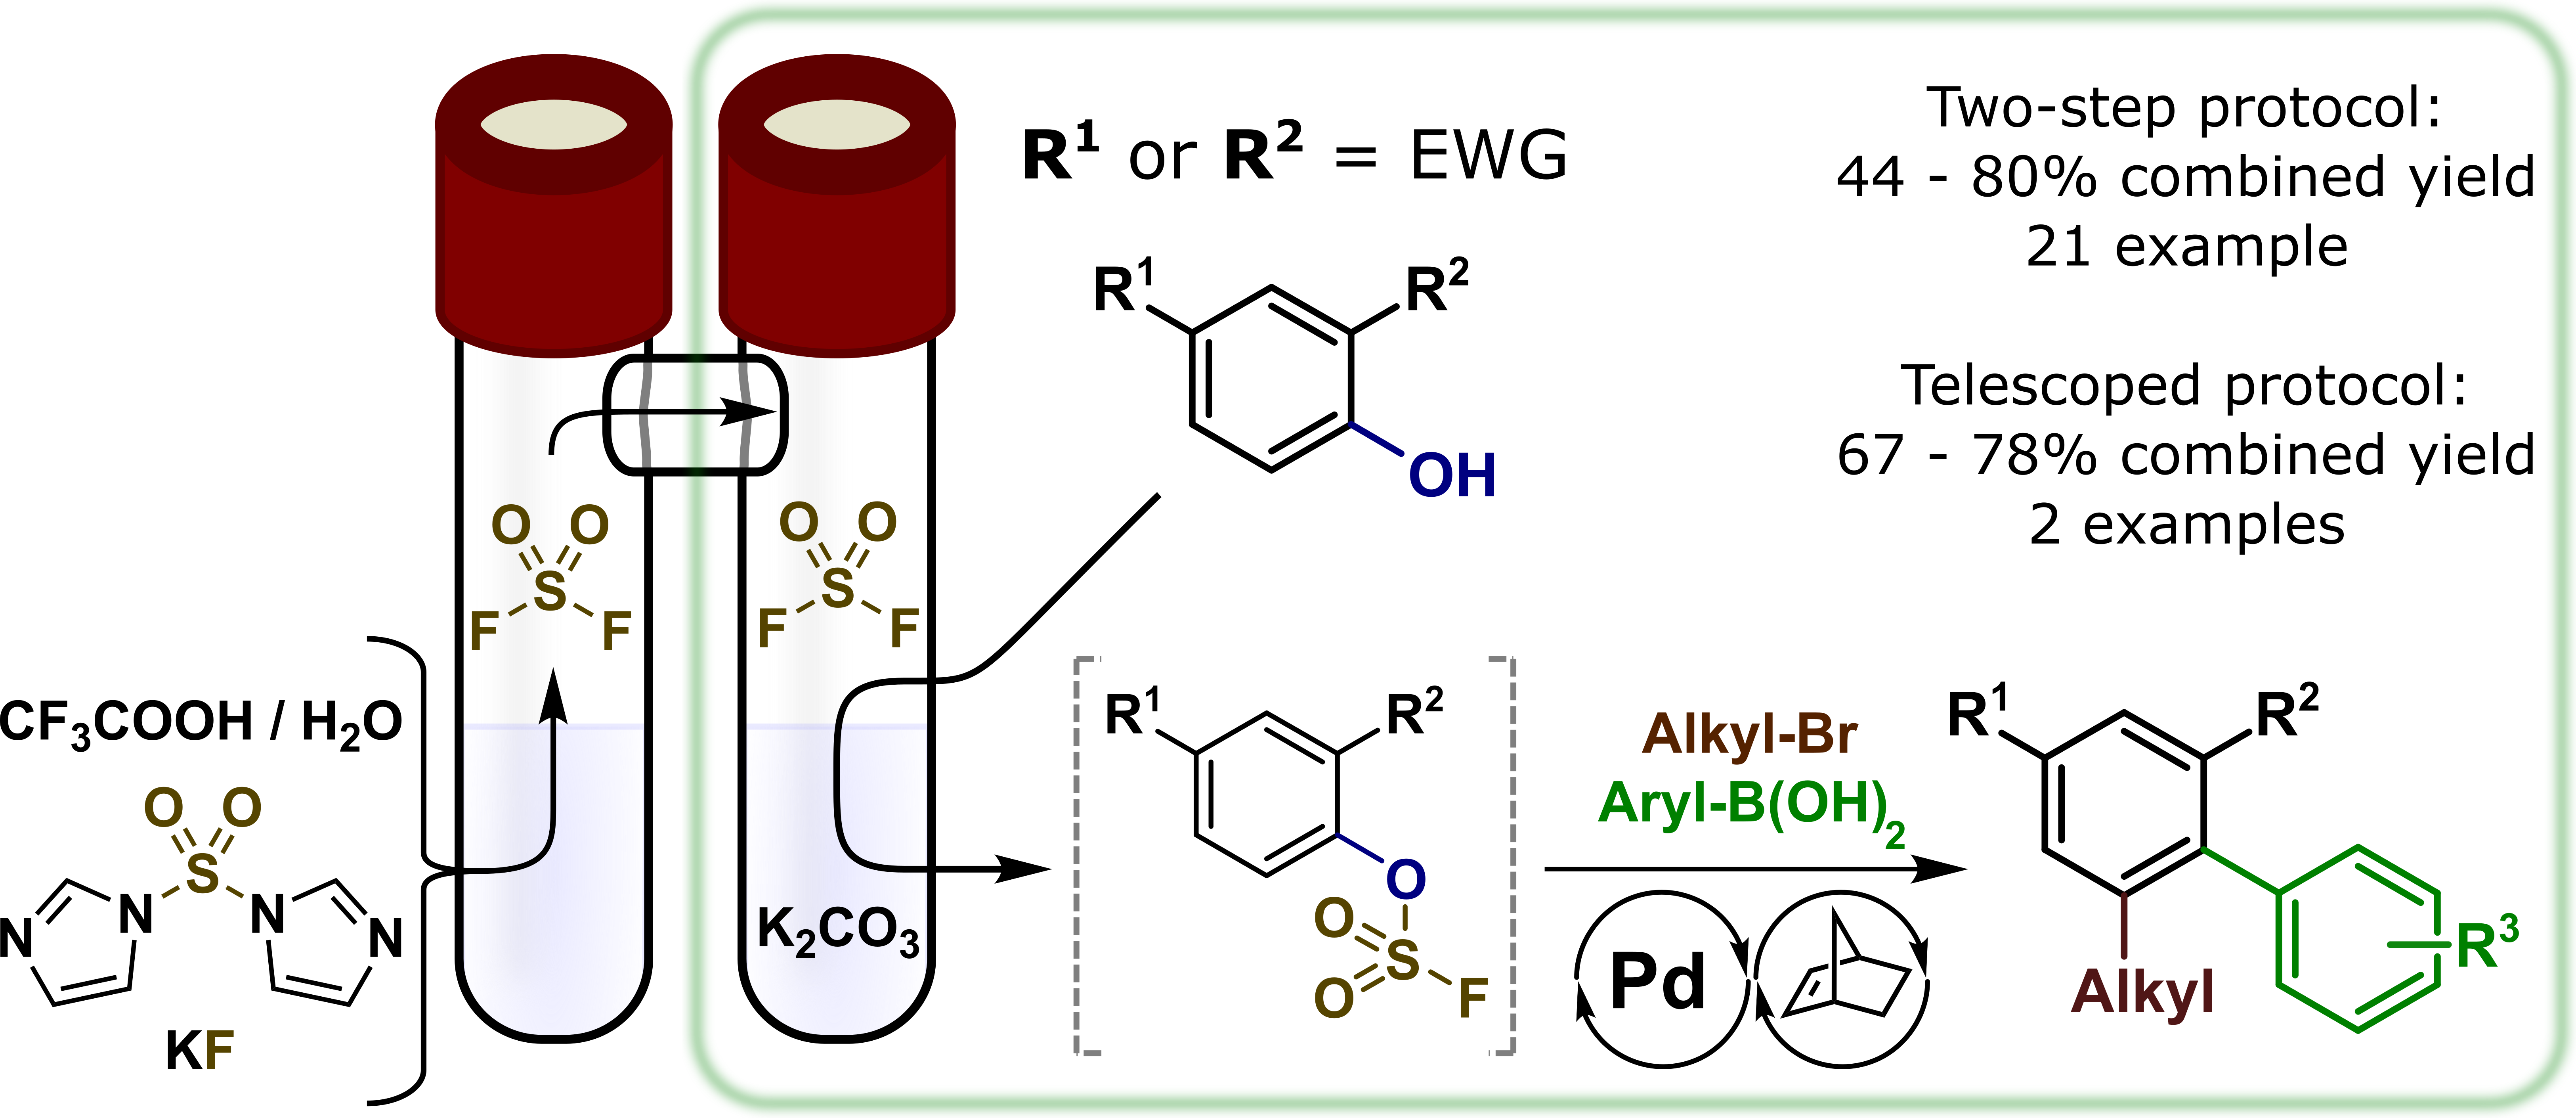 R¹ or R² = EWG
Two-step protocol:
44 - 80% combined yield
21 example
Telescoped protocol:
67 - 78% combined yield
2 examples
R¹
R²
OH
O O
S
F F
O O
S
F F
CF₃COOH / H₂O
O O
S
N N N N
KF
K₂CO₃
R¹
R²
O
O
S
O
F
Alkyl-Br
Aryl-B(OH)₂
Pd
R¹
R²
R³
Alkyl